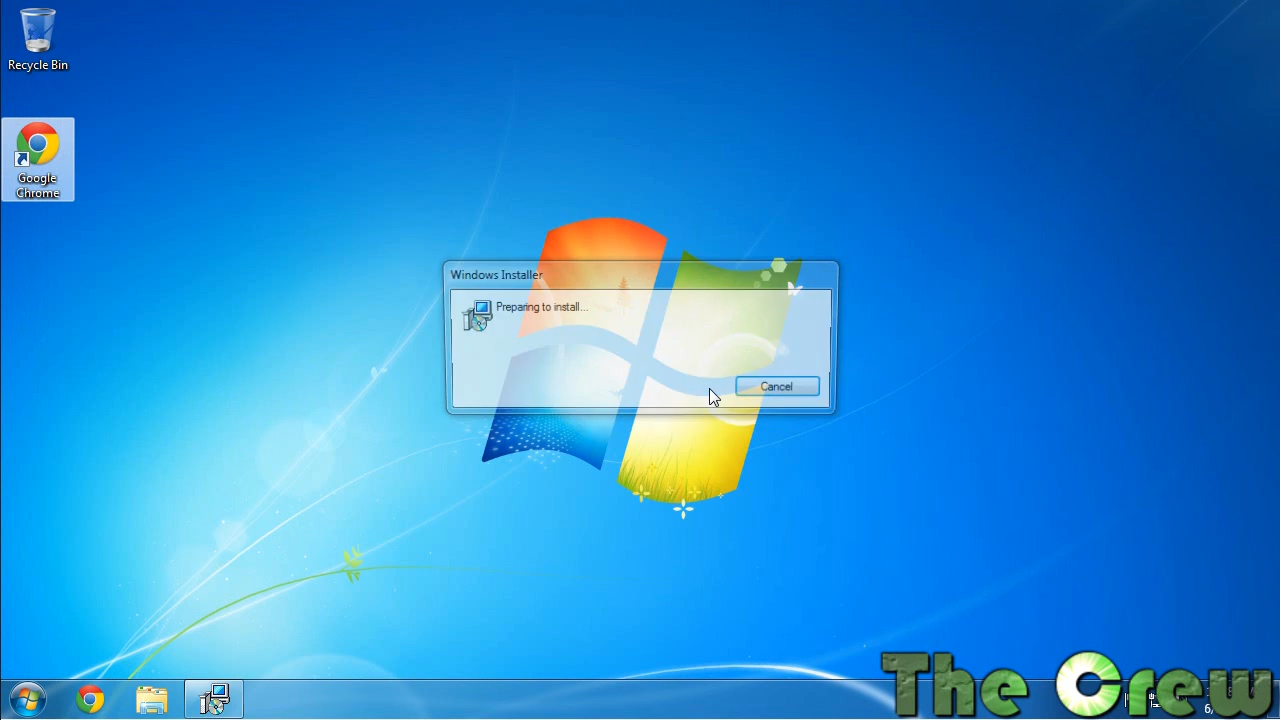 Recycle Bin
Google
Chrome
Windows Installer
Preparing to install...
Cancel
The Crew